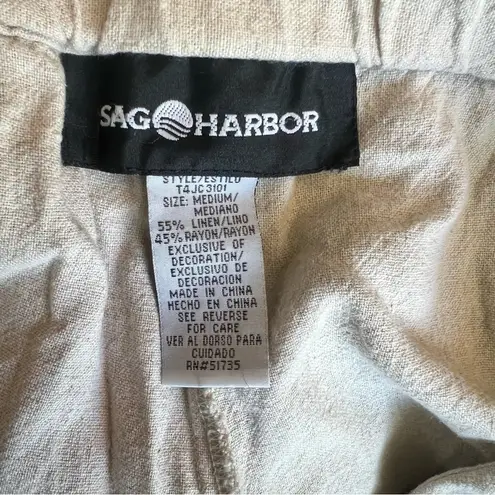 SAG HARBOR
STYLE/ESTILO
T4JC3101
SIZE: MEDIUM/
MEDIANO
55% LINEN/LINO
45% RAYON/RAYON
EXCLUSIVE OF
DECORATION/
EXCLUSIVO DE
DECORACION
MADE IN CHINA
HECHO EN CHINA
SEE REVERSE
FOR CARE
VER AL DORSO PARA
CUIDADO
RN#51735